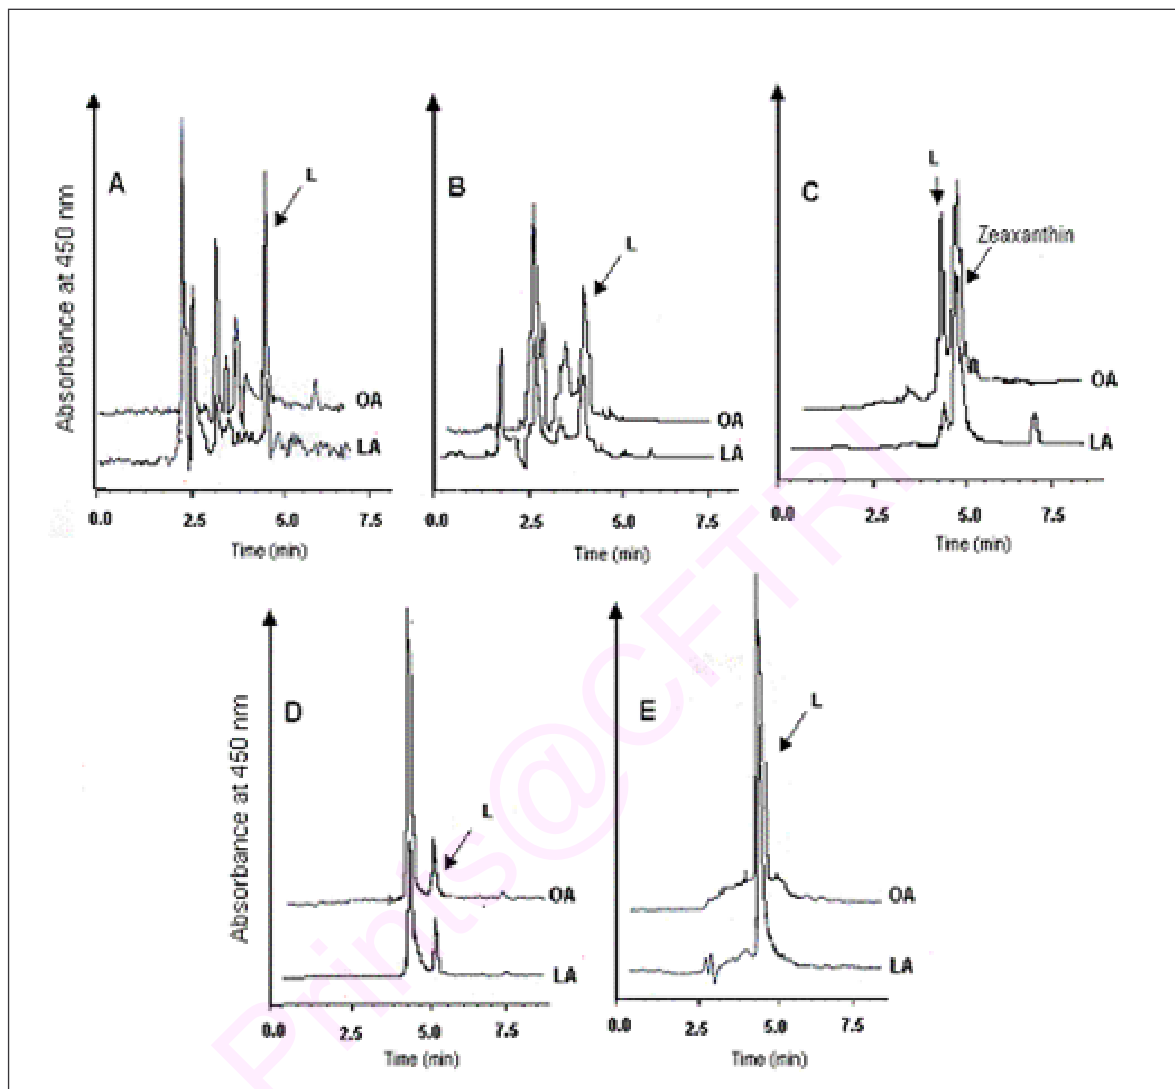 A
L
OA
LA
Absorbance at 450 nm
0.0 2.5 5.0 7.5
Time (min)
B
L
OA
LA
0.0 2.5 5.0 7.5
Time (min)
C
L
Zeaxanthin
OA
LA
0.0 2.5 5.0 7.5
Time (min)
D
L
OA
LA
Absorbance at 450 nm
0.0 2.5 5.0 7.5
Time (min)
E
L
OA
LA
0.0 2.5 5.0 7.5
Time (min)
Prints@CFTRI